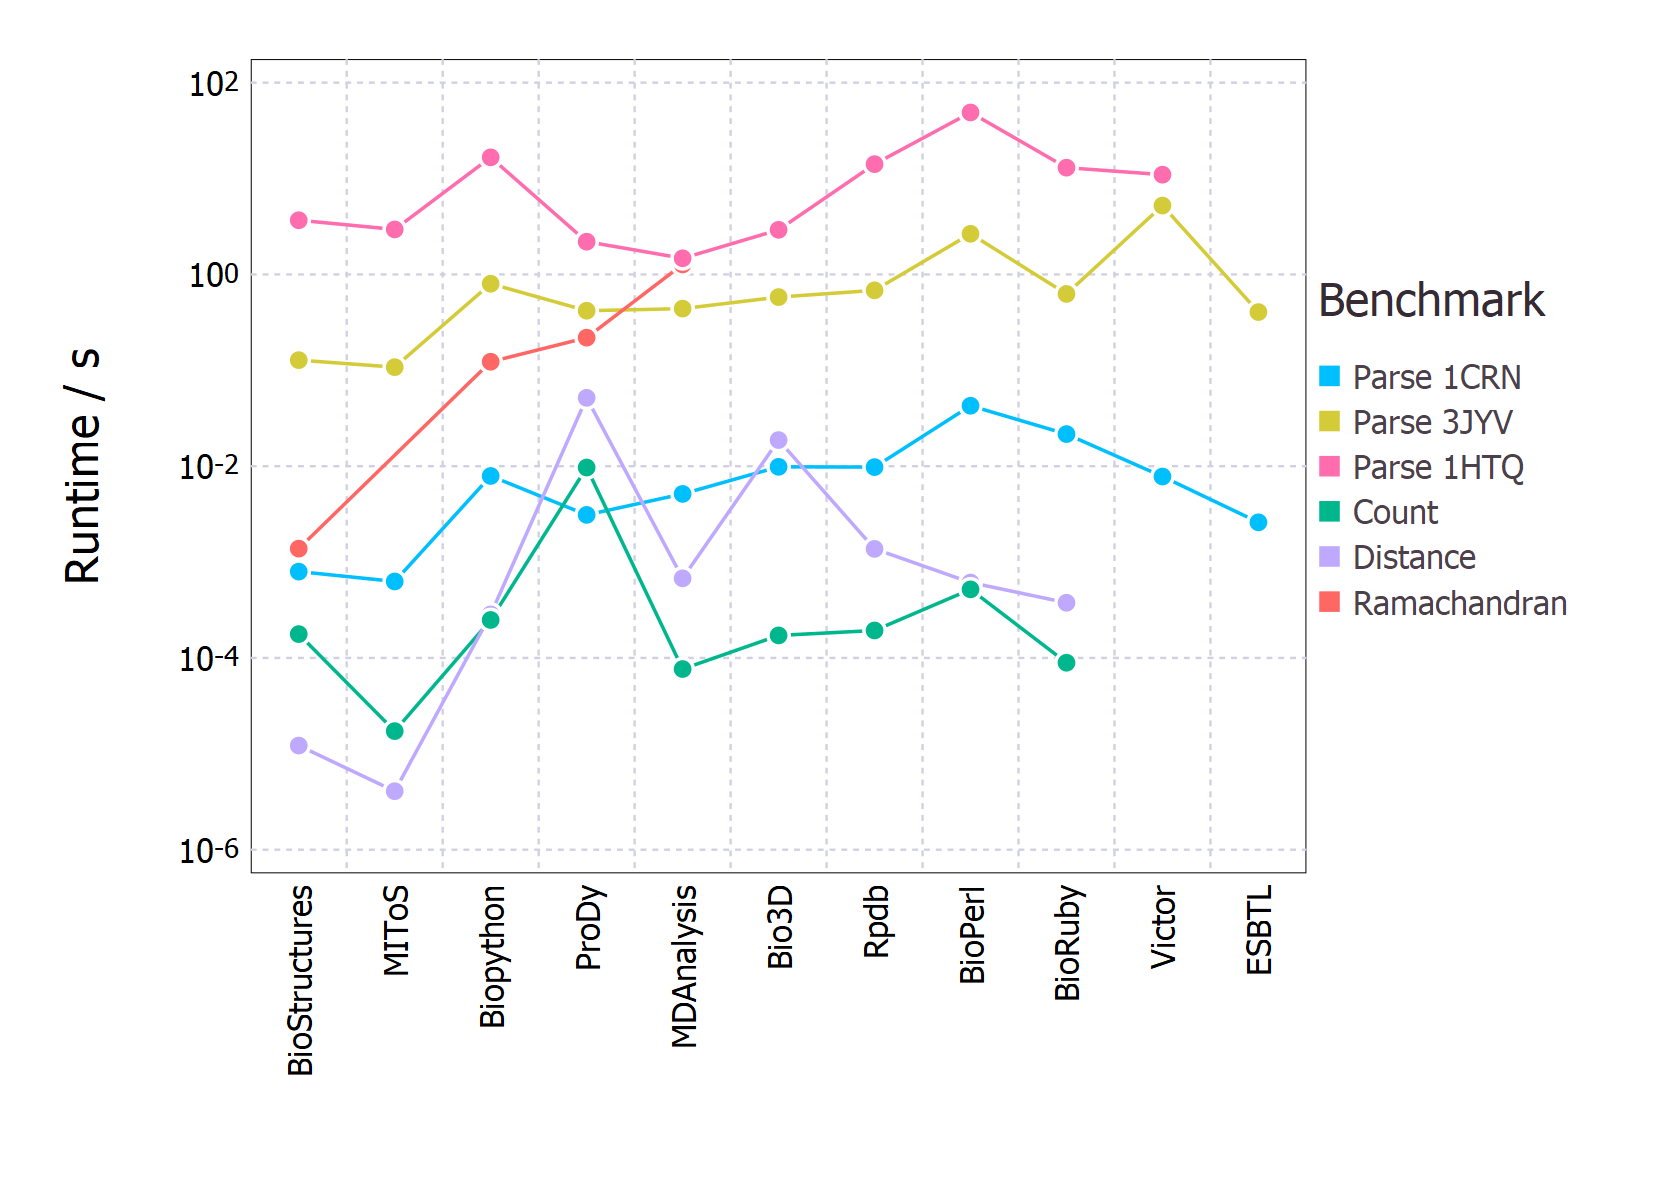 Runtime / s
10^2
10^0
10^-2
10^-4
10^-6
BioStructures
MIToS
Biopython
ProDy
MDAnalysis
Bio3D
Rpdb
BioPerl
BioRuby
Victor
ESBTL
Benchmark
Parse 1CRN
Parse 3JYV
Parse 1HTQ
Count
Distance
Ramachandran